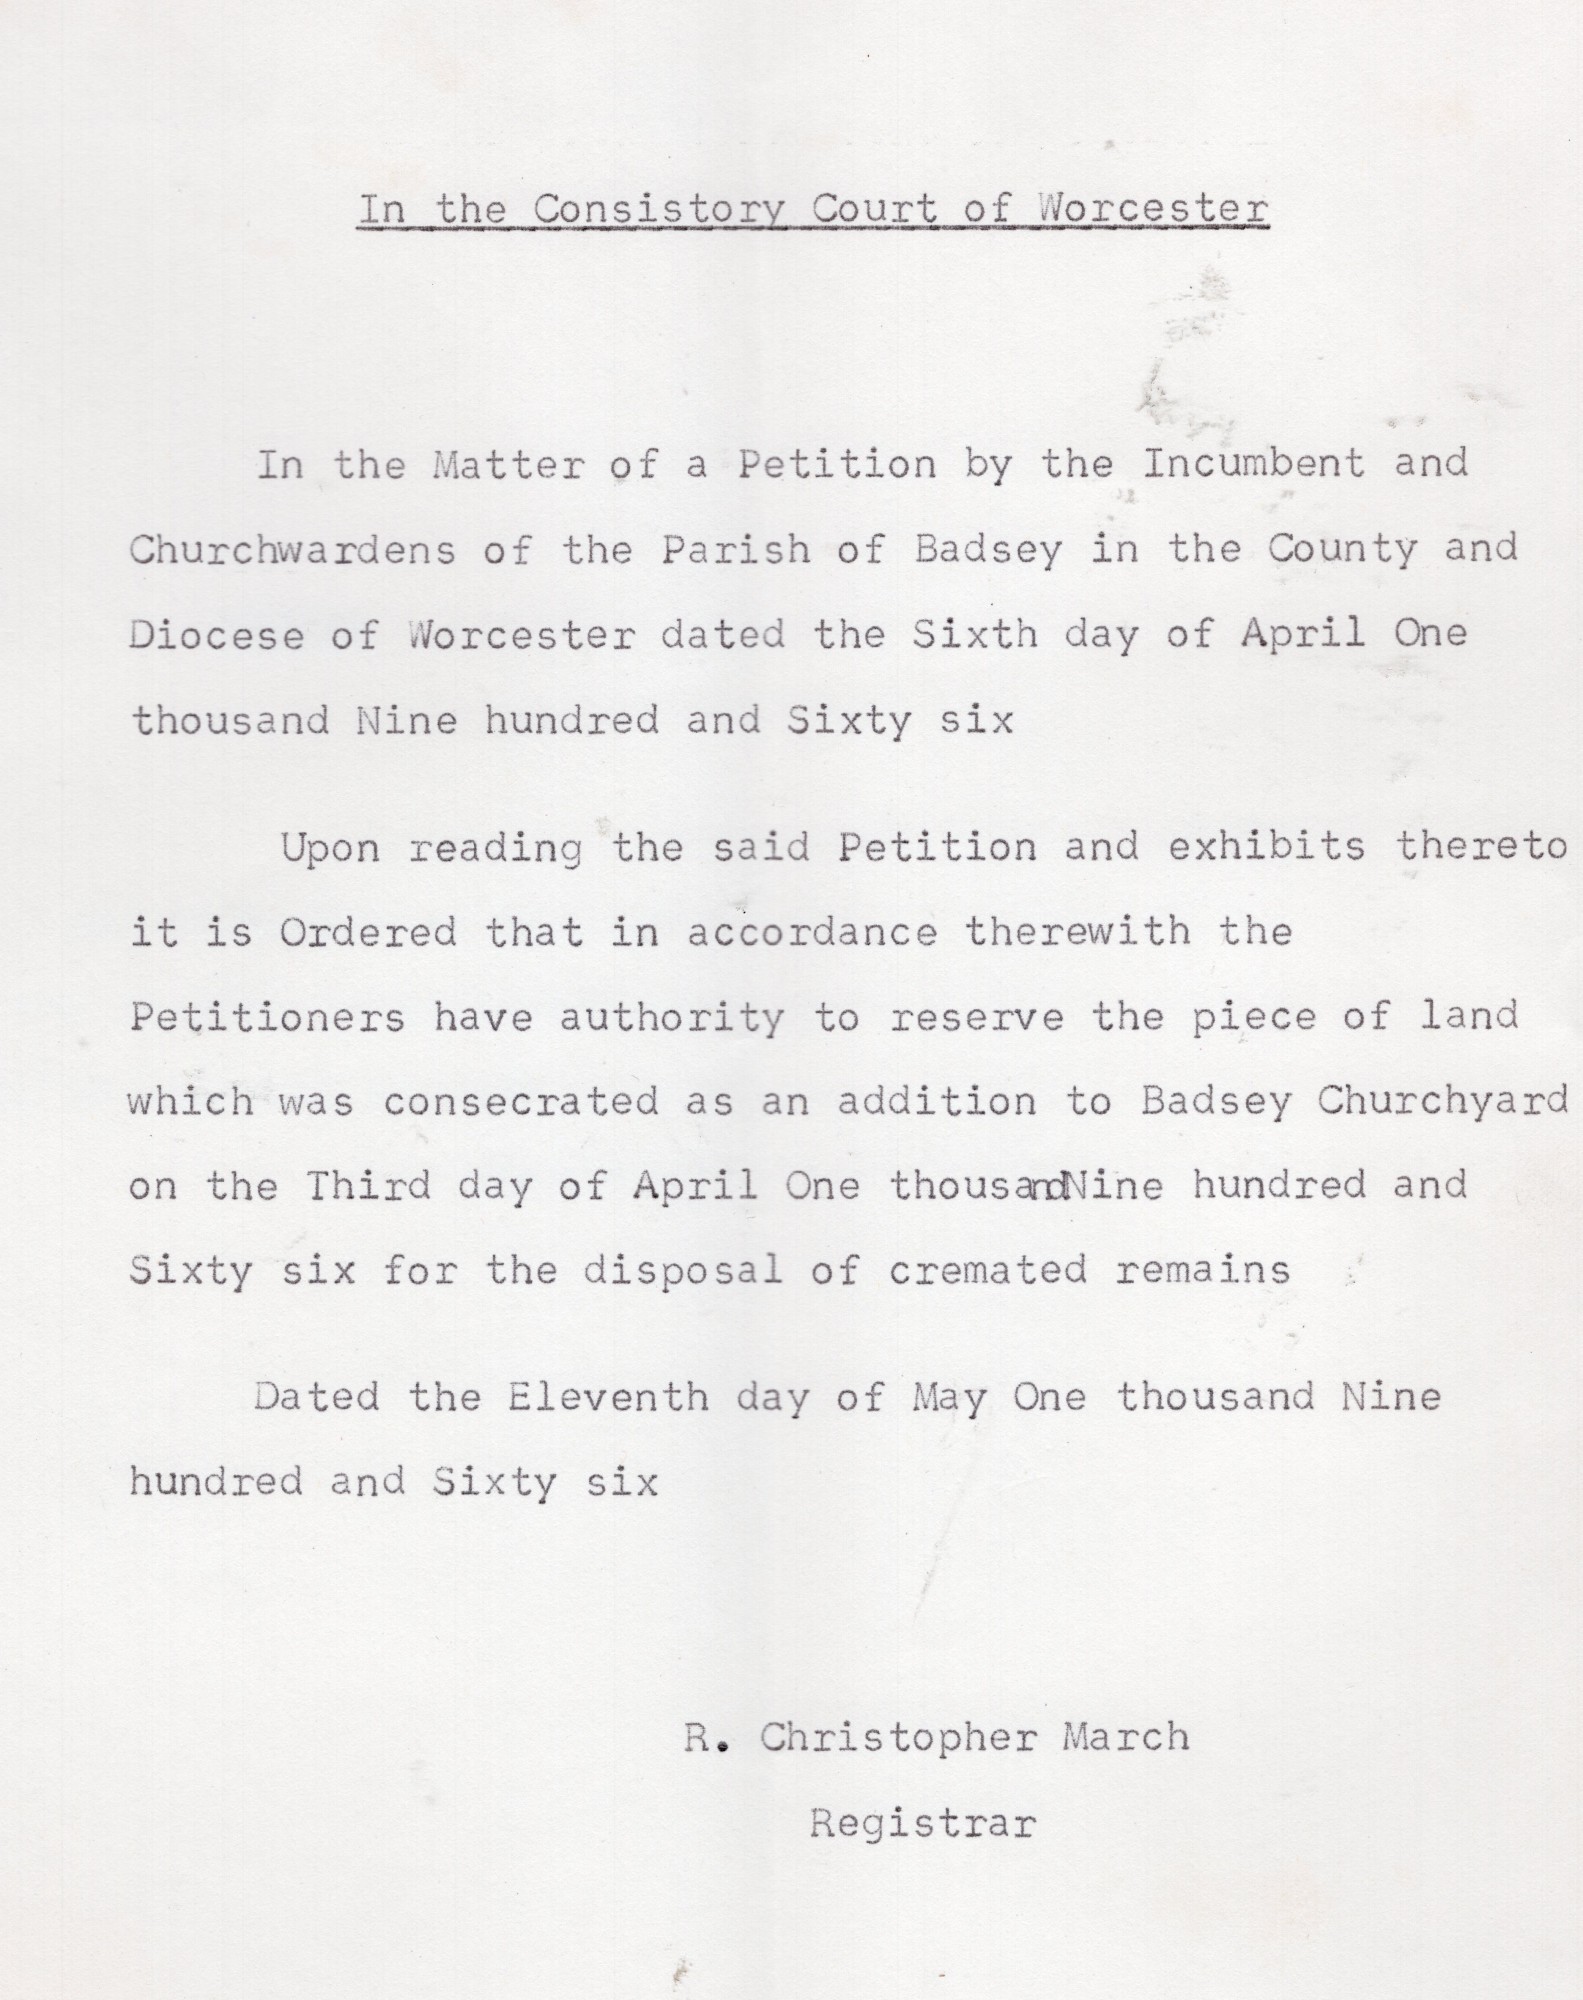 In the Consistory Court of Worcester
In the Matter of a Petition by the Incumbent and
Churchwardens of the Parish of Badsey in the County and
Diocese of Worcester dated the Sixth day of April One
thousand Nine hundred and Sixty six
Upon reading the said Petition and exhibits thereto
it is Ordered that in accordance therewith the
Petitioners have authority to reserve the piece of land
which was consecrated as an addition to Badsey Churchyard
on the Third day of April One thousand Nine hundred and
Sixty six for the disposal of cremated remains
Dated the Eleventh day of May One thousand Nine
hundred and Sixty six
R. Christopher March
Registrar